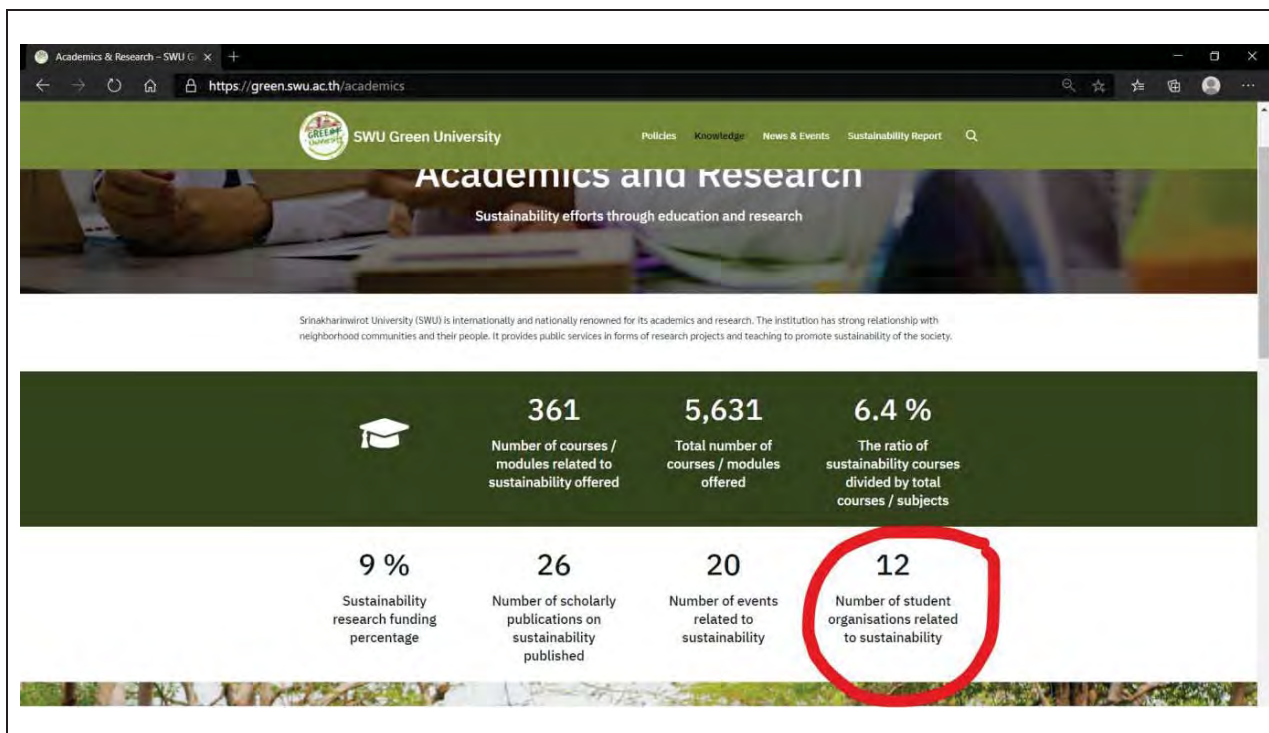 Academics & Research – SWU G
https://green.swu.ac.th/academics
GREEN
University
SWU Green University
Policies
Knowledge
News & Events
Sustainability Report
Academics and Research
Sustainability efforts through education and research
Srinakharinwirot University (SWU) is internationally and nationally renowned for its academics and research. The institution has strong relationship with
neighborhood communities and their people. It provides public services in forms of research projects and teaching to promote sustainability of the society.
361
Number of courses /
modules related to
sustainability offered
5,631
Total number of
courses / modules
offered
6.4 %
The ratio of
sustainability courses
divided by total
courses / subjects
9 %
Sustainability
research funding
percentage
26
Number of scholarly
publications on
sustainability
published
20
Number of events
related to
sustainability
12
Number of student
organisations related
to sustainability